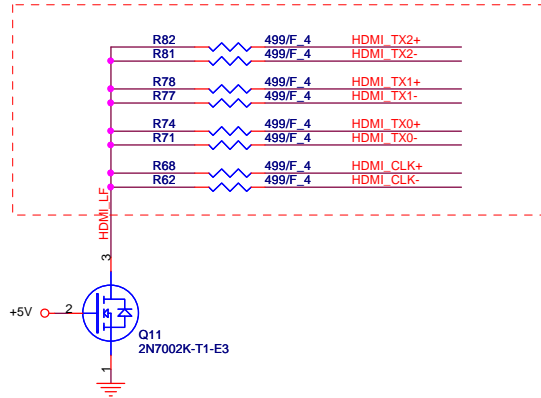 R82 499/F_4 HDMI_TX2+
R81 499/F_4 HDMI_TX2-
R78 499/F_4 HDMI_TX1+
R77 499/F_4 HDMI_TX1-
R74 499/F_4 HDMI_TX0+
R71 499/F_4 HDMI_TX0-
R68 499/F_4 HDMI_CLK+
R62 499/F_4 HDMI_CLK-
HDMI_LF
3
+5V 2
Q11
2N7002K-T1-E3
1